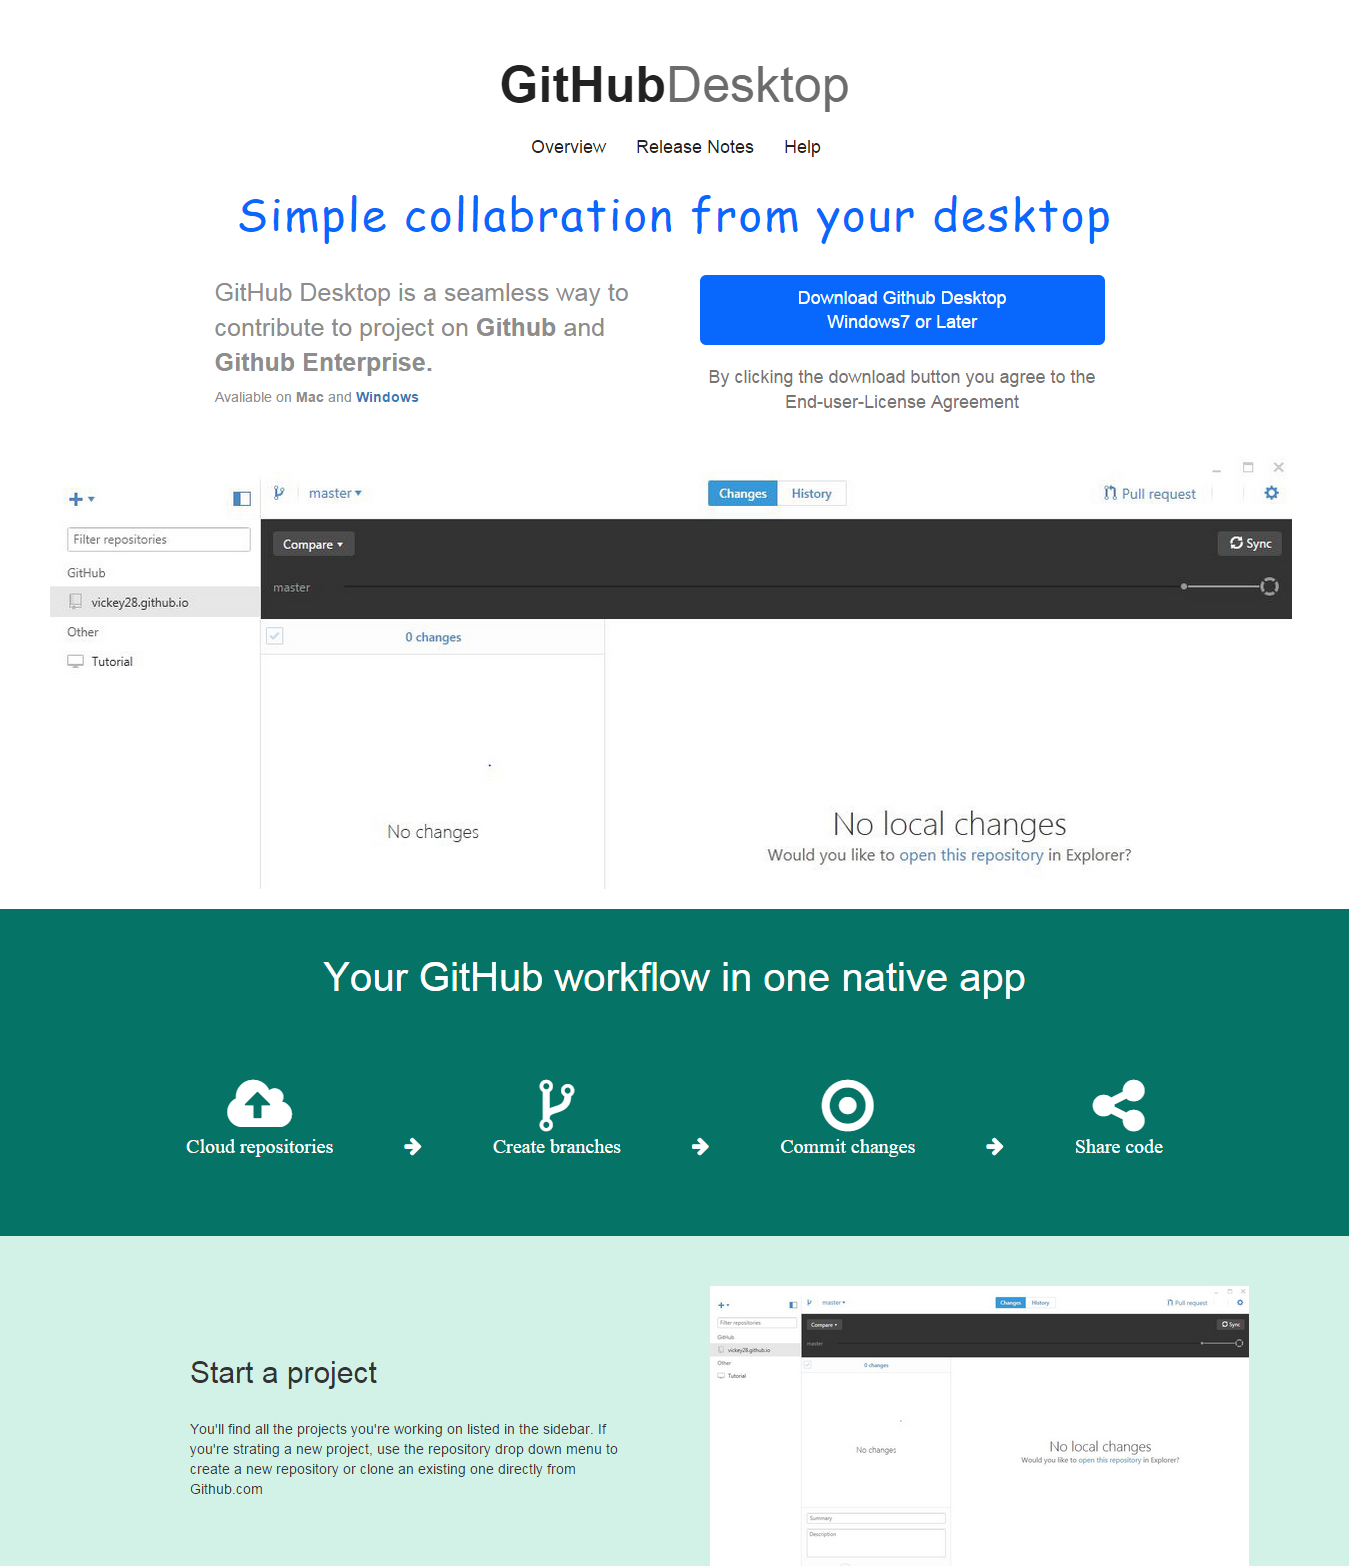 GitHubDesktop
Overview Release Notes Help
Simple collabration from your desktop
GitHub Desktop is a seamless way to
contribute to project on Github and
Github Enterprise.
Avaliable on Mac and Windows
Download Github Desktop
Windows7 or Later
By clicking the download button you agree to the
End-user-License Agreement
master Changes History Pull request
Filter repositories
Compare Sync
GitHub
master
vickey28.github.io
Other
0 changes
Tutorial
No changes
No local changes
Would you like to open this repository in Explorer?
Your GitHub workflow in one native app
Cloud repositories Create branches Commit changes Share code
Start a project
You'll find all the projects you're working on listed in the sidebar. If
you're strating a new project, use the repository drop down menu to
create a new repository or clone an existing one directly from
Github.com
master Changes History Pull request
Filter repositories
Compare Sync
GitHub
master
vickey28.github.io
Other
0 changes
Tutorial
No changes
No local changes
Would you like to open this repository in Explorer?
Summary
Description